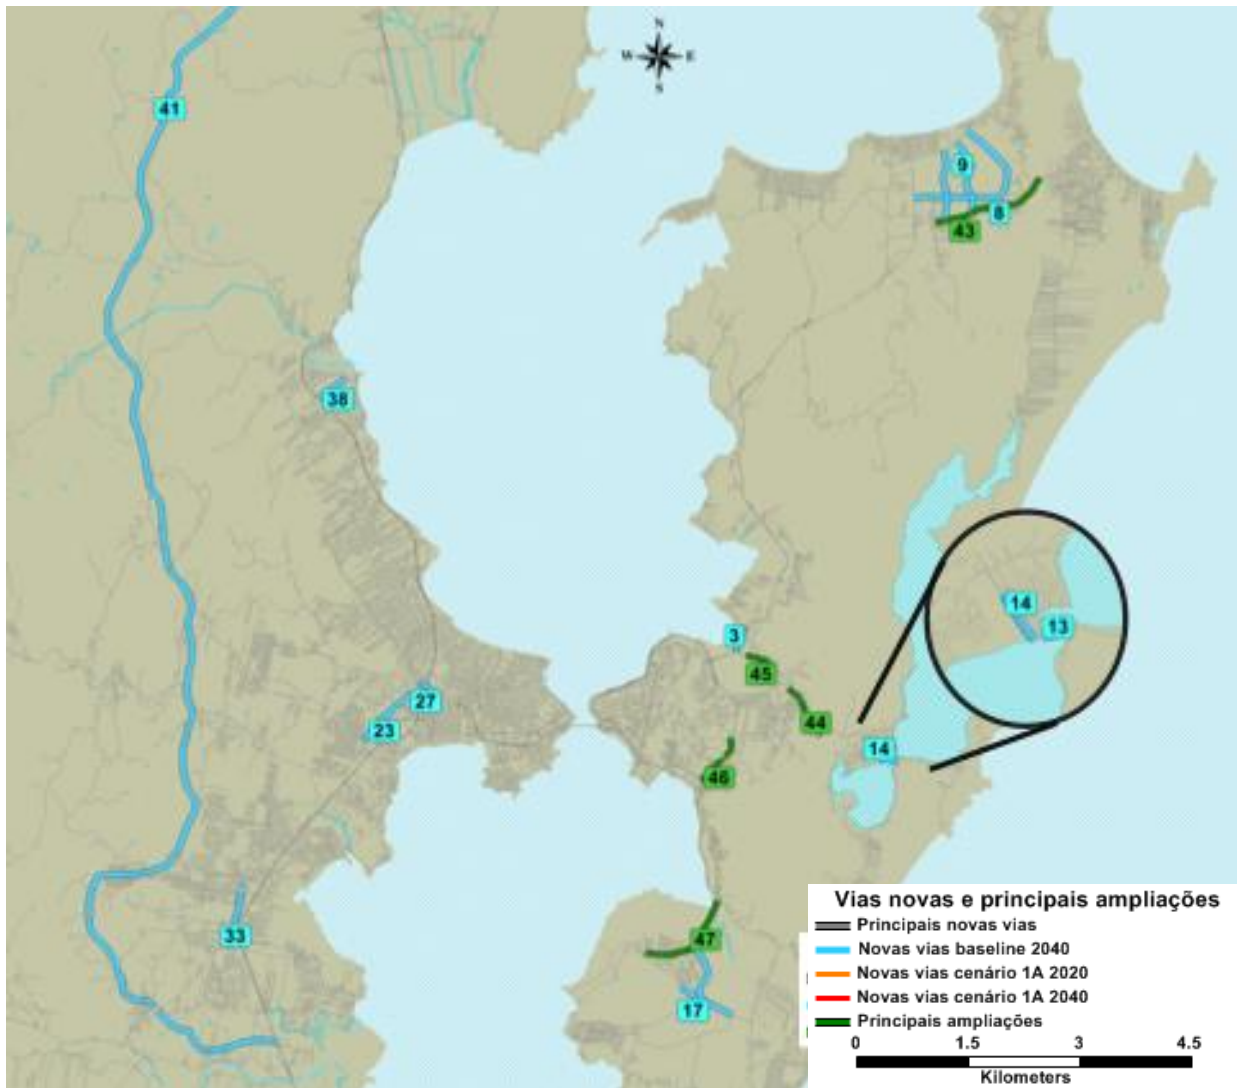 N
W E
S
41
9
8
43
38
14
13
3
45
27
23
44
14
46
33
47
17
Vias novas e principais ampliações
Principais novas vias
Novas vias baseline 2040
Novas vias cenário 1A 2020
Novas vias cenário 1A 2040
Principais ampliações
0 1.5 3 4.5
Kilometers